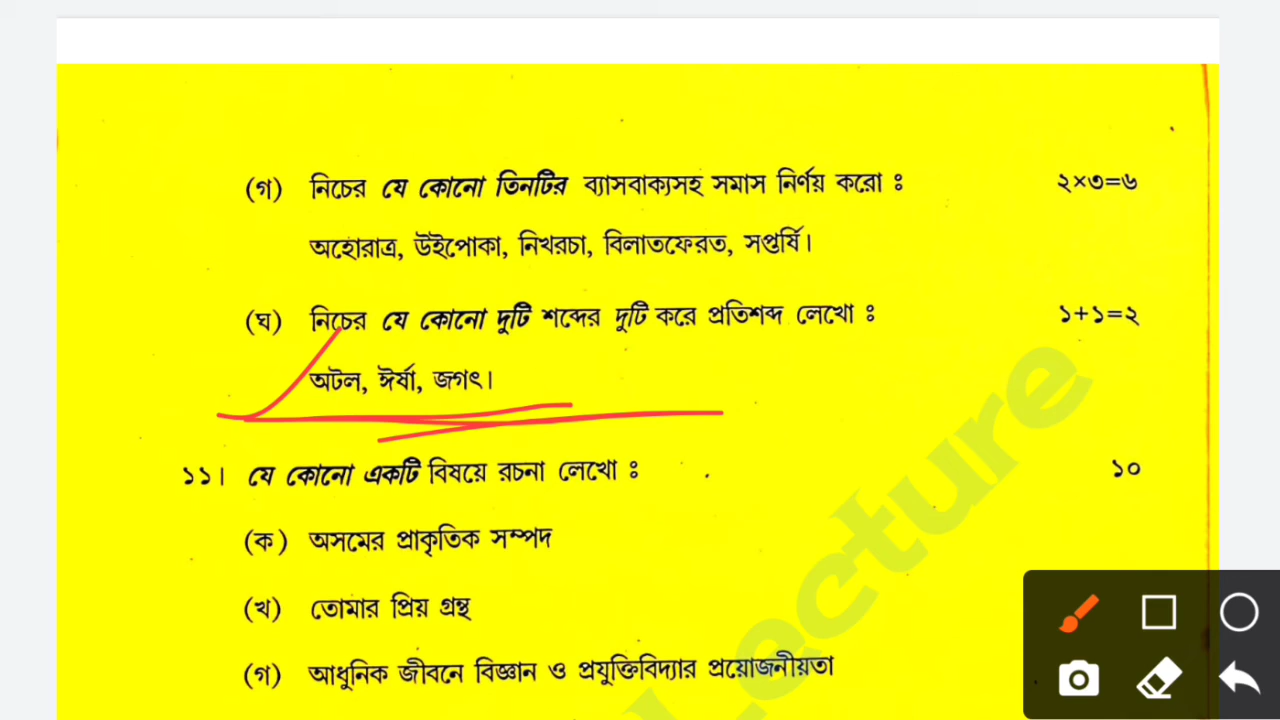 (গ) নিচের যে কোনো তিনটির ব্যাসবাক্যসহ সমাস নির্ণয় করো ঃ ২×৩=৬
অহোরাত্র, উইপোকা, নিখরচা, বিলাতফেরত, সপ্তর্ষি।
(ঘ) নিচের যে কোনো দুটি শব্দের দুটি করে প্রতিশব্দ লেখো ঃ ১+১=২
অটল, ঈর্ষা, জগৎ।
১১। যে কোনো একটি বিষয়ে রচনা লেখো ঃ ১০
(ক) অসমের প্রাকৃতিক সম্পদ
(খ) তোমার প্রিয় গ্রন্থ
(গ) আধুনিক জীবনে বিজ্ঞান ও প্রযুক্তিবিদ্যার প্রয়োজনীয়তা
Lecture